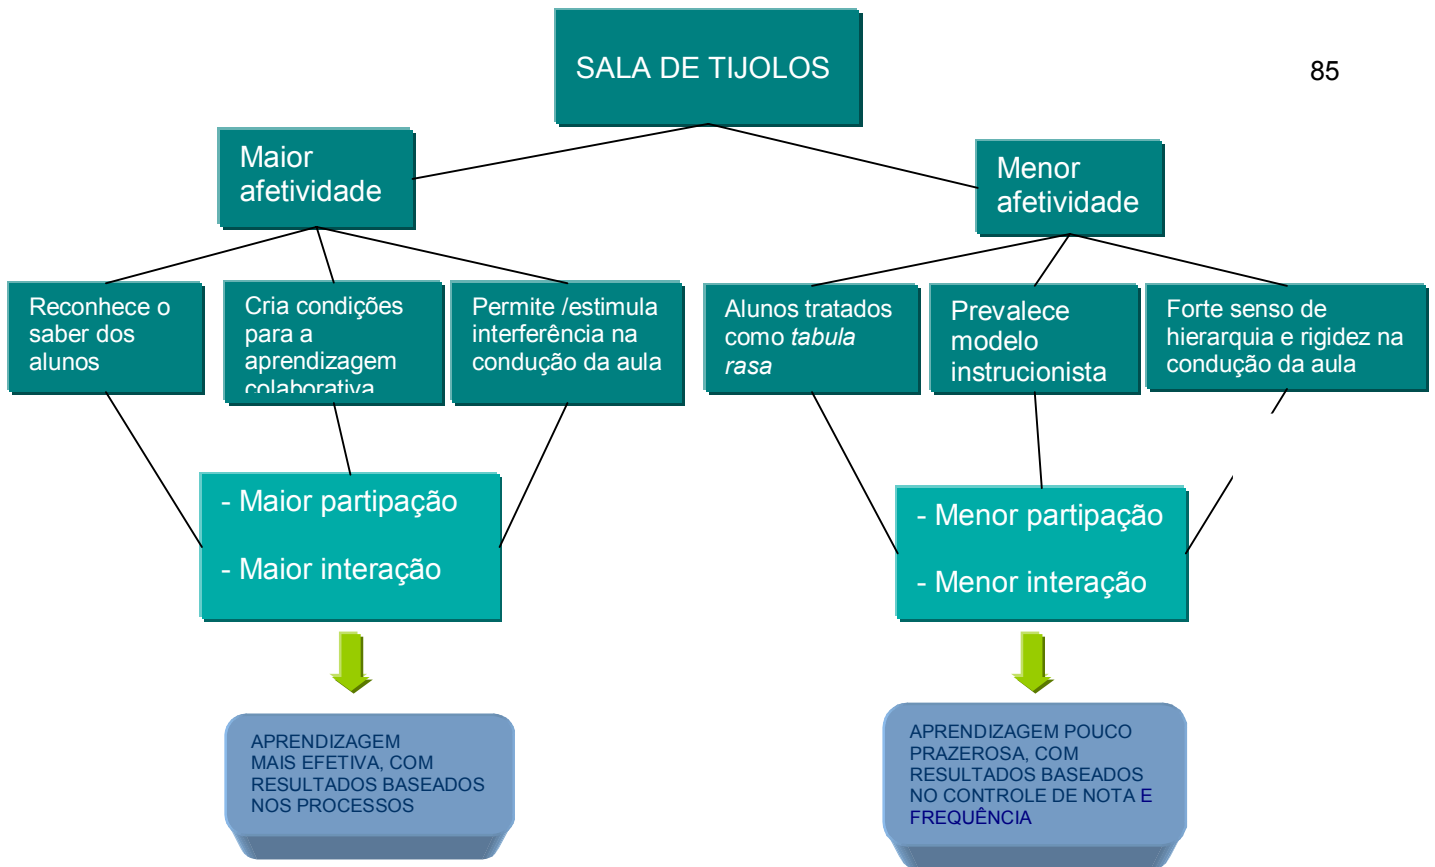 SALA DE TIJOLOS
85
Maior
afetividade
Menor
afetividade
Reconhece o
saber dos
alunos
Cria condições
para a
aprendizagem
colaborativa
Permite /estimula
interferência na
condução da aula
Alunos tratados
como tabula
rasa
Prevalece
modelo
instrucionista
Forte senso de
hierarquia e rigidez na
condução da aula
- Maior partipação
- Maior interação
- Menor partipação
- Menor interação
APRENDIZAGEM
MAIS EFETIVA, COM
RESULTADOS BASEADOS
NOS PROCESSOS
APRENDIZAGEM POUCO
PRAZEROSA, COM
RESULTADOS BASEADOS
NO CONTROLE DE NOTA E
FREQUÊNCIA